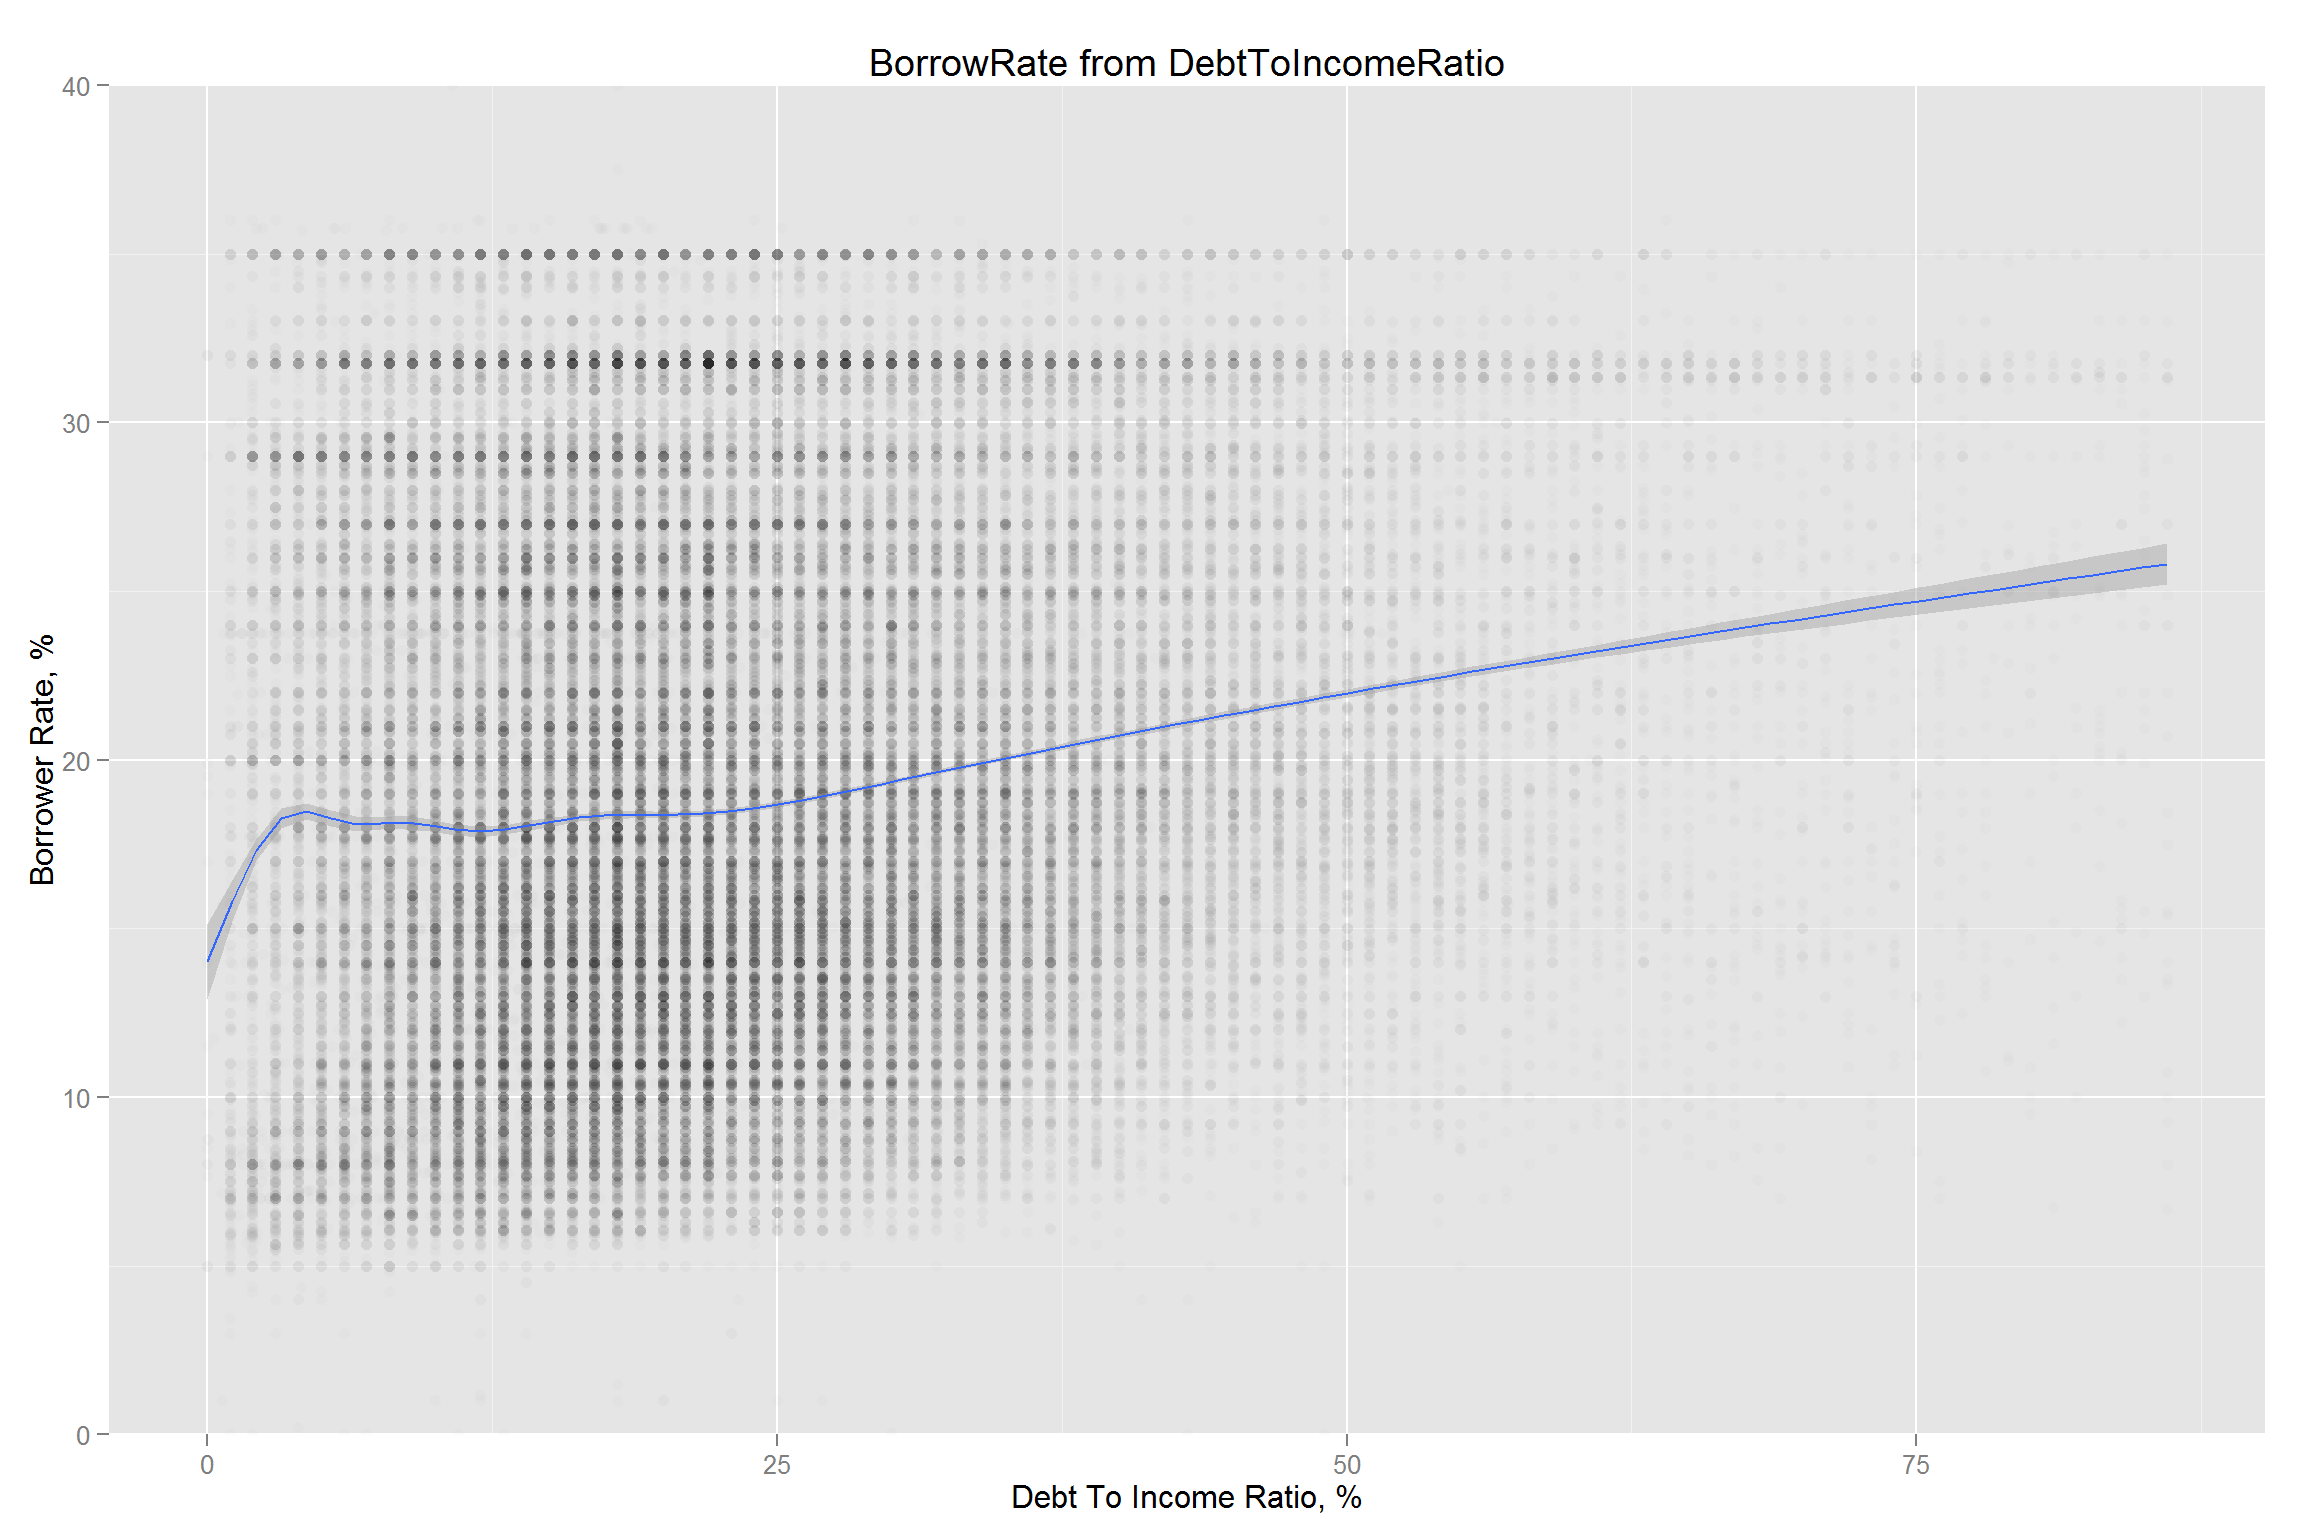 BorrowRate from DebtToIncomeRatio
40
30
20
10
0
Borrower Rate, %
0 25 50 75
Debt To Income Ratio, %